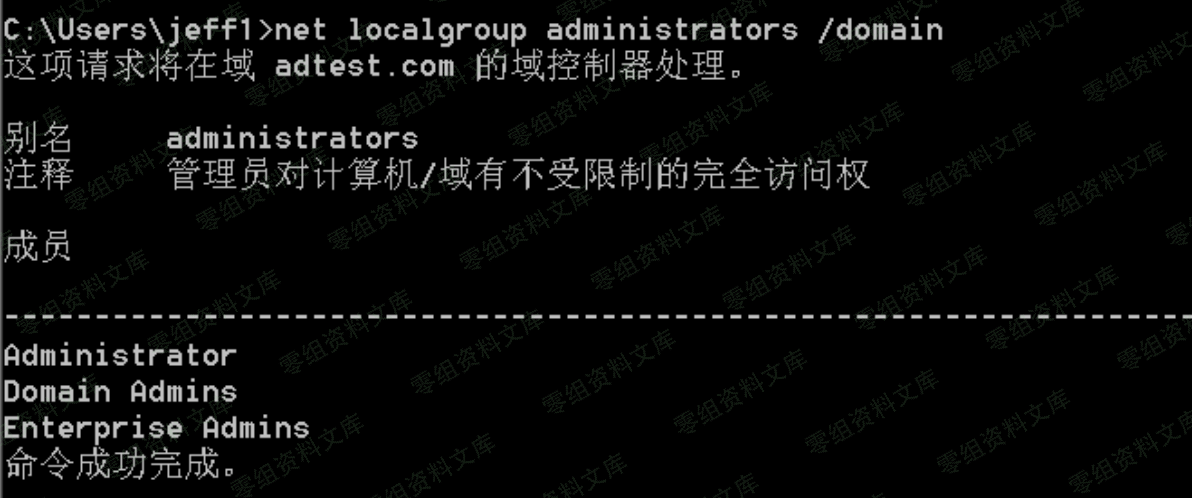 C:\Users\jeff1>net localgroup administrators /domain
这项请求将在域 adtest.com 的域控制器处理。
别名 administrators
注释 管理员对计算机/域有不受限制的完全访问权
成员
-------------------------------------------------------------------------------
Administrator
Domain Admins
Enterprise Admins
命令成功完成。
零组资料文库